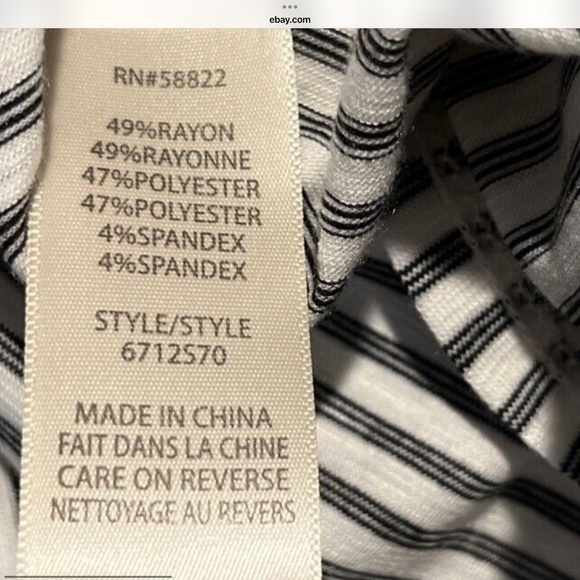 ebay.com
RN#58822
49%RAYON
49%RAYONNE
47%POLYESTER
47%POLYESTER
4%SPANDEX
4%SPANDEX
STYLE/STYLE
6712S70
MADE IN CHINA
FAIT DANS LA CHINE
CARE ON REVERSE
NETTOYAGE AU REVERS